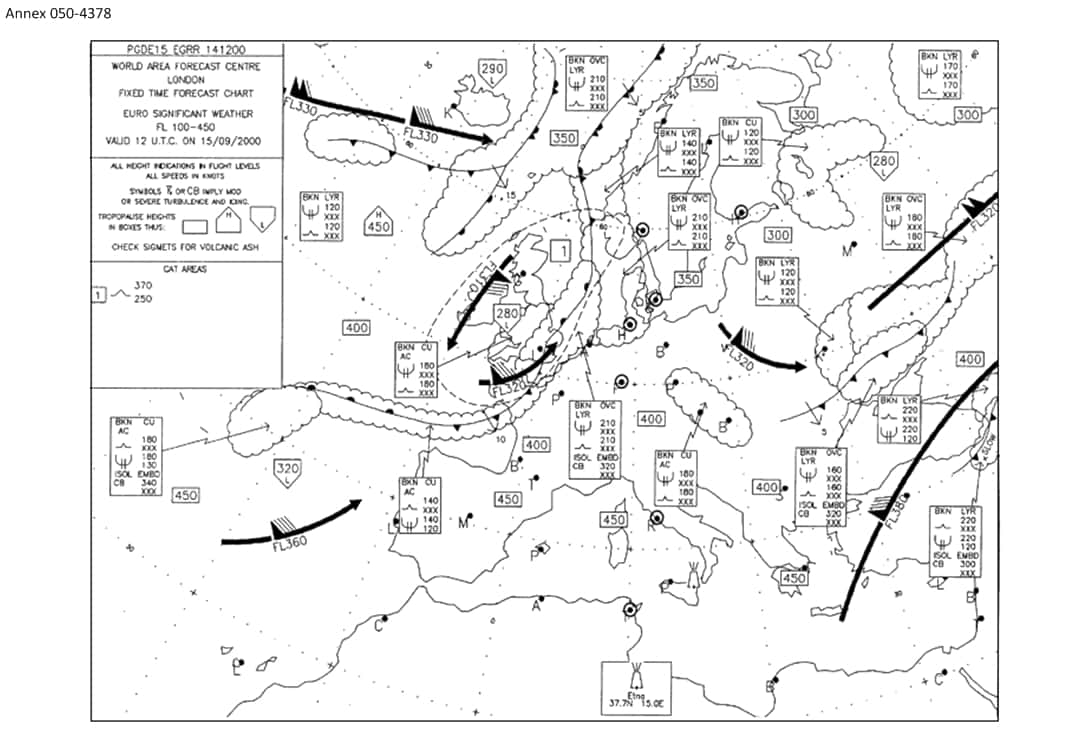 Annex 050-4378
PGDE15 EGRR 141200
WORLD AREA FORECAST CENTRE
LONDON
FIXED TIME FORECAST CHART
EURO SIGNIFICANT WEATHER
FL 100-450
VALID 12 U.T.C. ON 15/09/2000
ALL HEIGHT INDICATIONS IN FLIGHT LEVELS
ALL SPEEDS IN KNOTS
SYMBOLS OR CB IMPLY MOD
OR SEVERE TURBULENCE AND ICING.
TROPOPAUSE HEIGHTS
IN BOXES THUS:
H
L
CHECK SIGMETS FOR VOLCANIC ASH
CAT AREAS
1
370
250
FL330
FL330
290
L
K
BKN OVC
LYR
210
XXX
210
XXX
350
5
350
BKN LYR
140
XXX
140
XXX
BKN CU
120
XXX
120
XXX
300
BKN LYR
170
XXX
170
XXX
300
280
L
BKN LYR
120
XXX
120
XXX
H
450
15
BKN OVC
LYR
210
XXX
210
XXX
300
BKN OVC
LYR
180
XXX
180
XXX
M
FL320
1
FL310
350
BKN LYR
120
XXX
120
XXX
280
L
400
H
B
FL320
400
BKN CU
AC
180
XXX
180
XXX
FL320
P
F
P
V
B
400
BKN LYR
220
XXX
220
120
SLOW
BKN CU
AC
180
XXX
180
130
ISOL EMBD
CB 340
XXX
320
L
450
10
400
B
T
450
BKN OVC
LYR
210
XXX
210
XXX
ISOL EMBD
CB 320
XXX
BKN CU
AC
180
XXX
180
XXX
5
BKN OVC
LYR
160
XXX
160
XXX
ISOL EMBD
CB 320
XXX
400
S
FL380
BKN CU
AC
140
XXX
140
120
L
M
450
R
FL360
P
P
450
BKN LYR
220
XXX
220
120
ISOL EMBD
CB 300
XXX
L
B
A
C
T
B
C
Etna
37.7N 15.0E